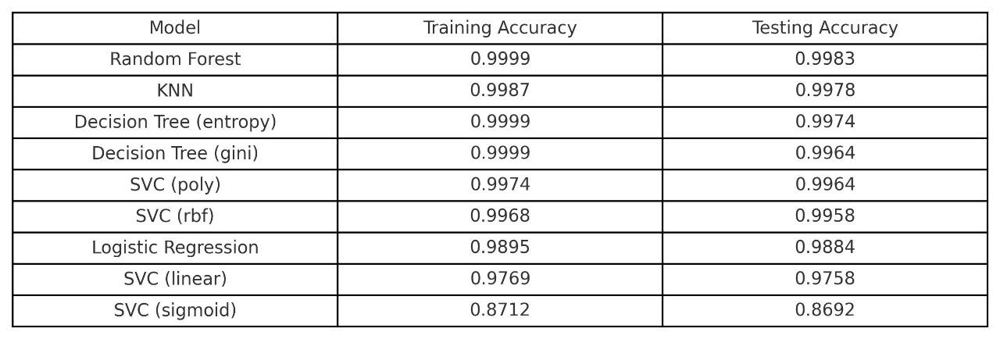 Model Training Accuracy Testing Accuracy
Random Forest 0.9999 0.9983
KNN 0.9987 0.9978
Decision Tree (entropy) 0.9999 0.9974
Decision Tree (gini) 0.9999 0.9964
SVC (poly) 0.9974 0.9964
SVC (rbf) 0.9968 0.9958
Logistic Regression 0.9895 0.9884
SVC (linear) 0.9769 0.9758
SVC (sigmoid) 0.8712 0.8692